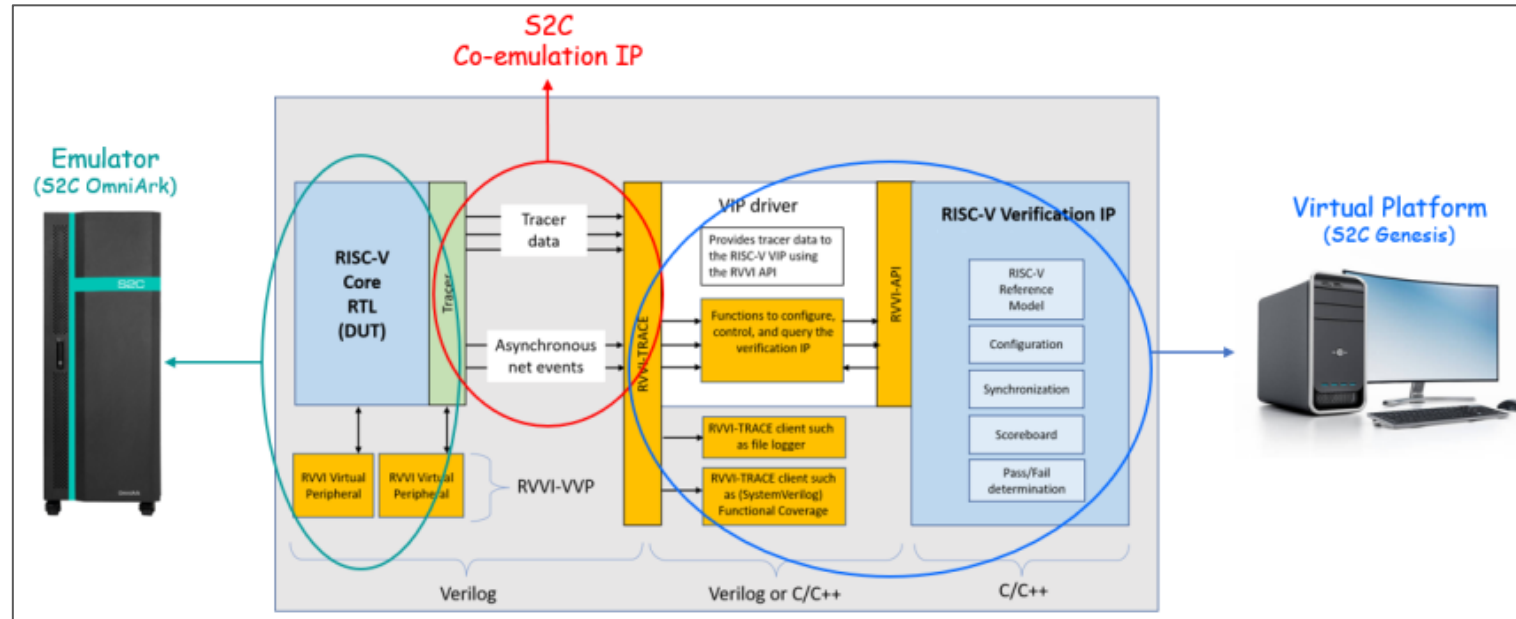 S2C
Co-emulation IP
Emulator
(S2C OmniArk)
S2C
RISC-V
Core
RTL
(DUT)
Tracer
Tracer
data
Asynchronous
net events
RVVI Virtual
Peripheral
RVVI Virtual
Peripheral
RVVI-VVP
RVVI-TRACE
VIP driver
Provides tracer data to
the RISC-V VIP using
the RVVI API
Functions to configure,
control, and query the
verification IP
RVVI-TRACE client such
as file logger
RVVI-TRACE client such
as (SystemVerilog)
Functional Coverage
RVVI-API
RISC-V Verification IP
RISC-V
Reference
Model
Configuration
Synchronization
Scoreboard
Pass/Fail
determination
Virtual Platform
(S2C Genesis)
Verilog
Verilog or C/C++
C/C++